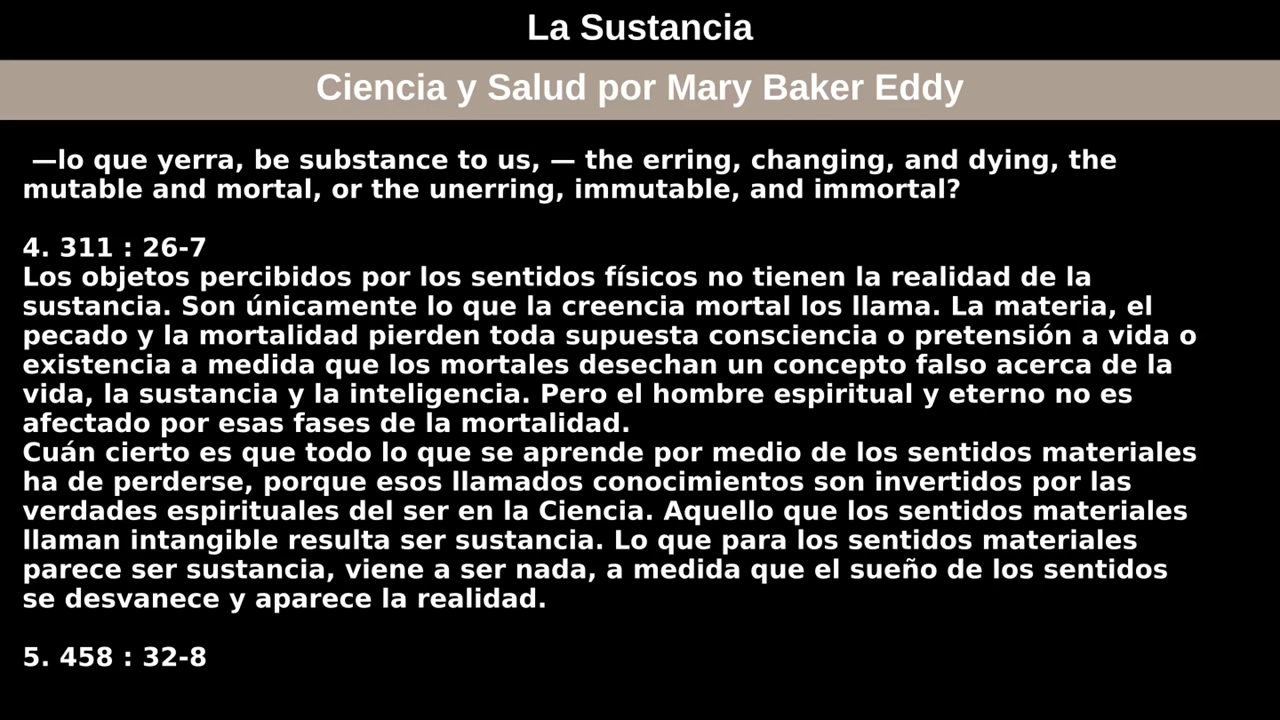 La Sustancia
Ciencia y Salud por Mary Baker Eddy
—lo que yerra, be substance to us, — the erring, changing, and dying, the
mutable and mortal, or the unerring, immutable, and immortal?
4. 311 : 26-7
Los objetos percibidos por los sentidos físicos no tienen la realidad de la
sustancia. Son únicamente lo que la creencia mortal los llama. La materia, el
pecado y la mortalidad pierden toda supuesta consciencia o pretensión a vida o
existencia a medida que los mortales desechan un concepto falso acerca de la
vida, la sustancia y la inteligencia. Pero el hombre espiritual y eterno no es
afectado por esas fases de la mortalidad.
Cuán cierto es que todo lo que se aprende por medio de los sentidos materiales
ha de perderse, porque esos llamados conocimientos son invertidos por las
verdades espirituales del ser en la Ciencia. Aquello que los sentidos materiales
llaman intangible resulta ser sustancia. Lo que para los sentidos materiales
parece ser sustancia, viene a ser nada, a medida que el sueño de los sentidos
se desvanece y aparece la realidad.
5. 458 : 32-8